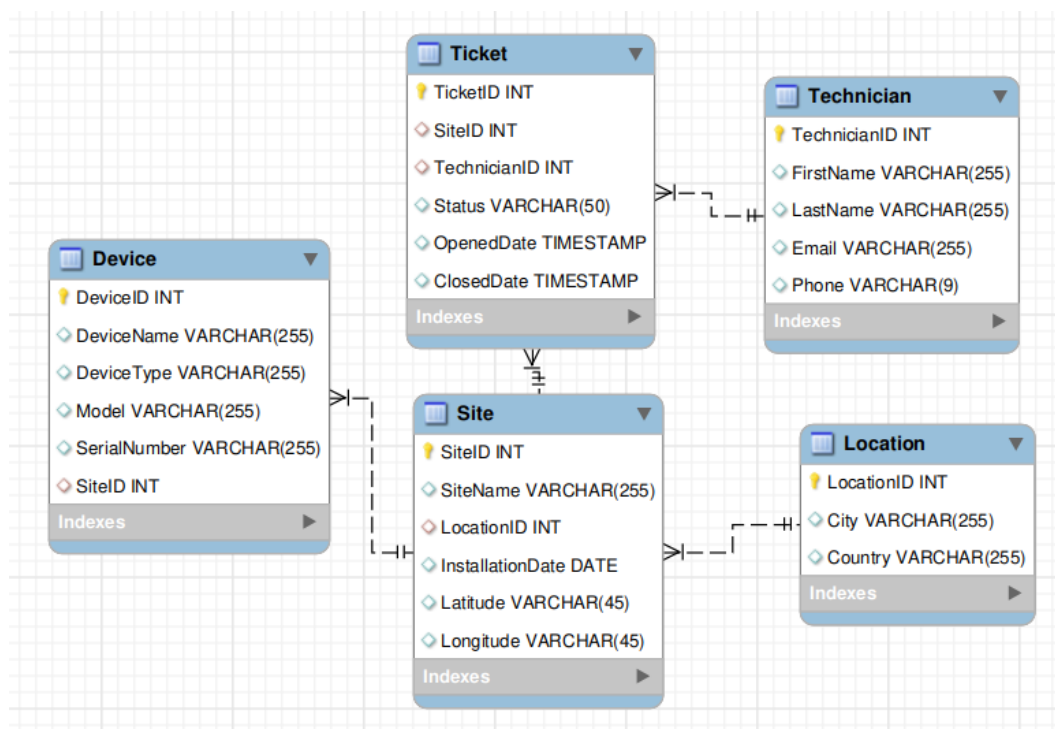 Ticket
TicketID INT
SiteID INT
TechnicianID INT
Status VARCHAR(50)
OpenedDate TIMESTAMP
ClosedDate TIMESTAMP
Indexes
Technician
TechnicianID INT
FirstName VARCHAR(255)
LastName VARCHAR(255)
Email VARCHAR(255)
Phone VARCHAR(9)
Indexes
Device
DeviceID INT
DeviceName VARCHAR(255)
DeviceType VARCHAR(255)
Model VARCHAR(255)
SerialNumber VARCHAR(255)
SiteID INT
Indexes
Site
SiteID INT
SiteName VARCHAR(255)
LocationID INT
InstallationDate DATE
Latitude VARCHAR(45)
Longitude VARCHAR(45)
Indexes
Location
LocationID INT
City VARCHAR(255)
Country VARCHAR(255)
Indexes